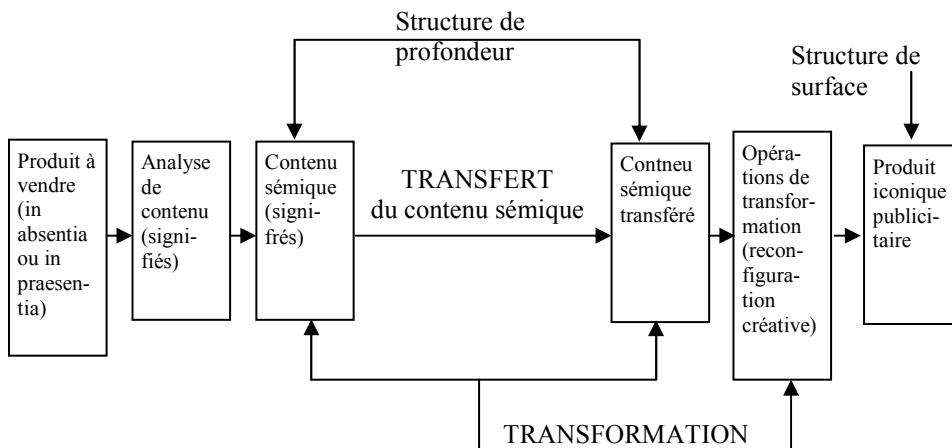 Structure de
profondeur
Structure de
surface
Produit à
vendre
(in
absentia
ou in
praesen-
tia)
Analyse
de
contenu
(signi-
fiés)
Contenu
sémique
(signi-
frés)
TRANSFERT
du contenu sémique
Contneu
sémique
transféré
Opéra-
tions de
transfor-
mation
(recon-
figuration
créative)
Produit
iconique
publici-
taire
TRANSFORMATION